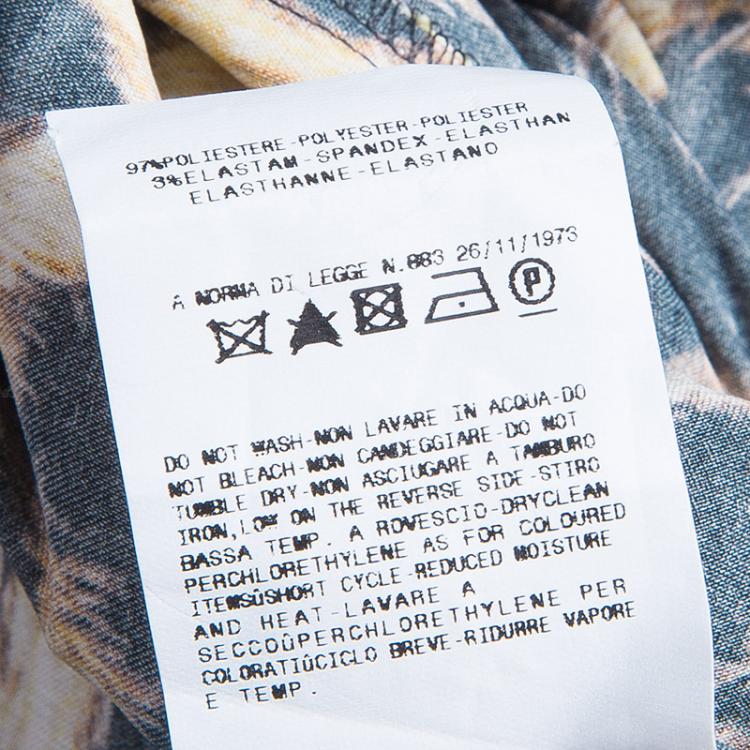 97%POLIESTERE-POLYESTER-POLIESTER
3%ELASTAM-SPANDEX-ELASTHAN
ELASTHANNE-ELASTANO
A NORMA DI LEGGE N.883 26/11/1973
P
DO NOT WASH-NON LAVARE IN ACQUA-DO
NOT BLEACH-NON CANDEGGIARE-DO NOT
TUMBLE DRY-NON ASCIUGARE A TAMBURO
IRON,LOW ON THE REVERSE SIDE-STIRO
BASSA TEMP. A ROVESCIO-DRYCLEAN
PERCHLORETHYLENE AS FOR COLOURED
ITEMSÛSHORT CYCLE-REDUCED MOISTURE
AND HEAT-LAVARE A
SECCOÛPERCHLORETHYLENE PER
COLORATIÛCICLO BREVE-RIDURRE VAPORE
E TEMP.